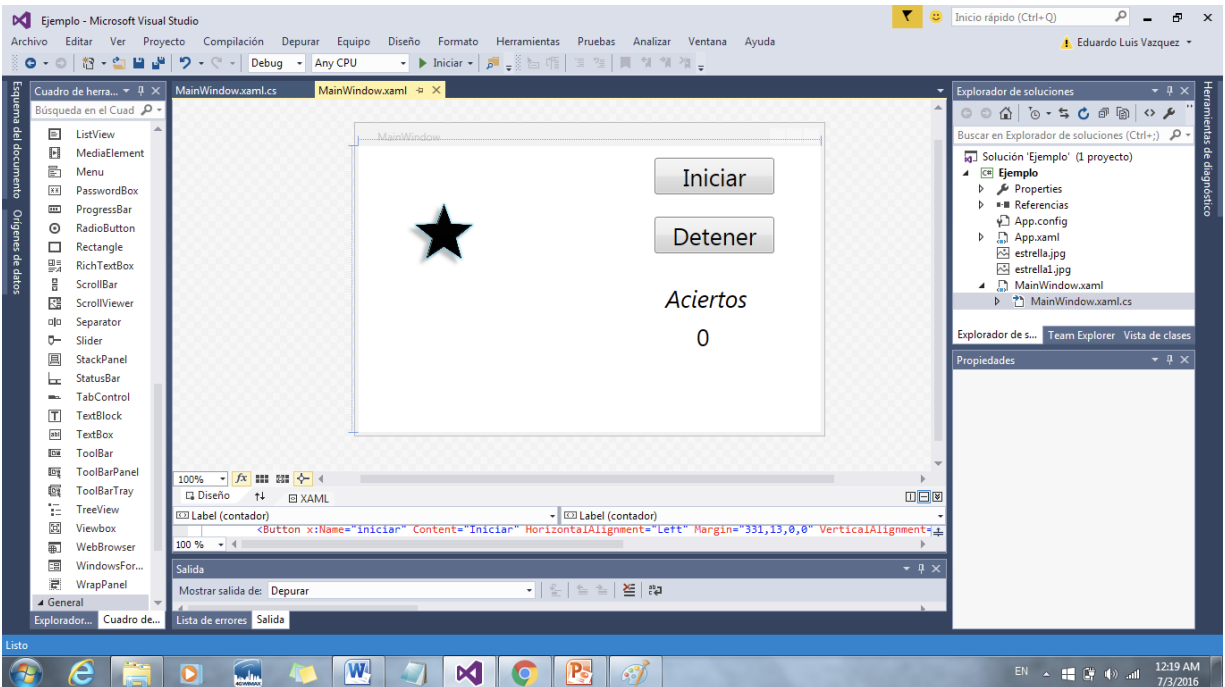 Ejemplo - Microsoft Visual Studio
Inicio rápido (Ctrl+Q)
Archivo Editar Ver Proyecto Compilación Depurar Equipo Diseño Formato Herramientas Pruebas Analizar Ventana Ayuda
Eduardo Luis Vazquez
Debug Any CPU Iniciar
Esquema del documento
Orígenes de datos
Cuadro de herra...
Búsqueda en el Cuad
ListView
MediaElement
Menu
PasswordBox
ProgressBar
RadioButton
Rectangle
RichTextBox
ScrollBar
ScrollViewer
Separator
Slider
StackPanel
StatusBar
TabControl
TextBlock
TextBox
ToolBar
ToolBarPanel
ToolBarTray
TreeView
Viewbox
WebBrowser
WindowsFor...
WrapPanel
General
Explorador... Cuadro de...
MainWindow.xaml.cs MainWindow.xaml
MainWindow
Iniciar
Detener
Aciertos
0
100% fx
Diseño XAML
Label (contador) Label (contador)
<Button x:Name="iniciar" Content="Iniciar" HorizontalAlignment="Left" Margin="331,13,0,0" VerticalAlignment=
100 %
Salida
Mostrar salida de: Depurar
Lista de errores Salida
Explorador de soluciones
Buscar en Explorador de soluciones (Ctrl+;)
Solución 'Ejemplo' (1 proyecto)
C# Ejemplo
Properties
Referencias
App.config
App.xaml
estrella.jpg
estrella1.jpg
MainWindow.xaml
MainWindow.xaml.cs
Explorador de s... Team Explorer Vista de clases
Propiedades
Herramientas de diagnóstico
Listo
EN
12:19 AM
7/3/2016